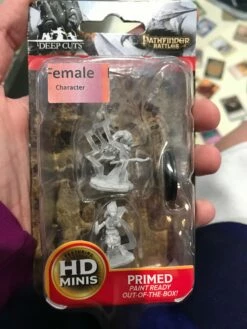 DEEP CUTS
PATHFINDER
BATTLES
Female
Character
HD
MINIS
PRIMED
PAINT READY
OUT-OF-THE-BOX!